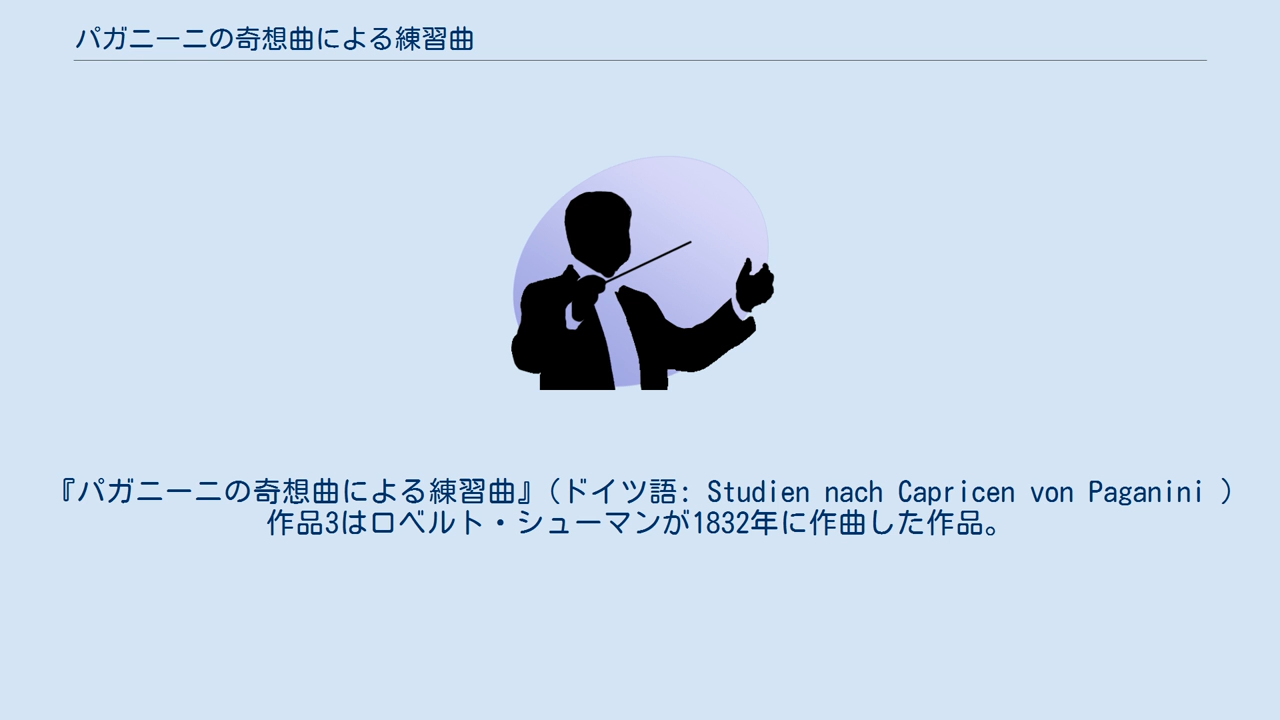 パガニーニの奇想曲による練習曲
『パガニーニの奇想曲による練習曲』(ドイツ語: Studien nach Capricen von Paganini )
作品3はロベルト・シューマンが1832年に作曲した作品。